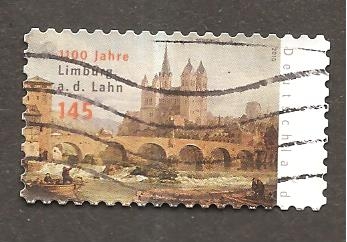 1100 Jahre
Limburg
a. d. Lahn
145
2010
Deutschland